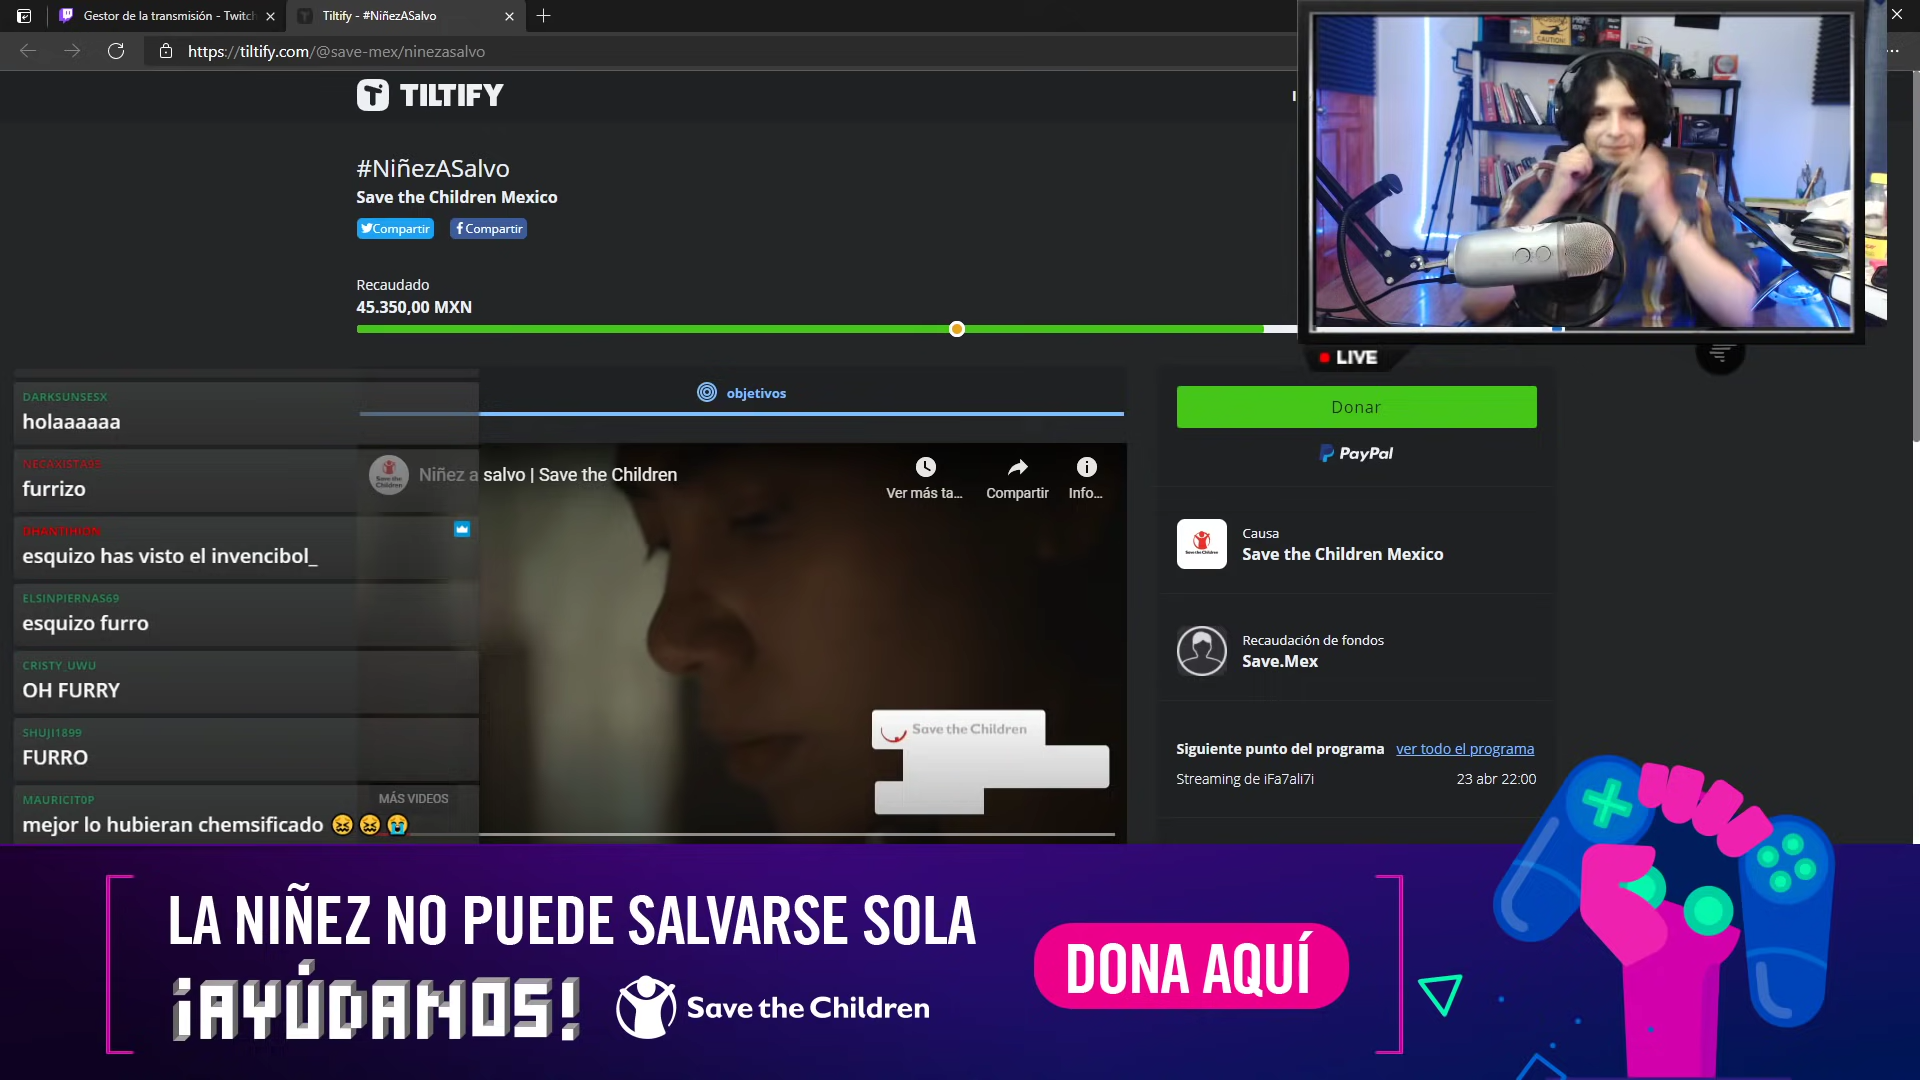 Gestor de la transmisión - Twitch
Tiltify - #NiñezASalvo
https://tiltify.com/@save-mex/ninezasalvo
TILTIFY
#NiñezASalvo
Save the Children Mexico
Compartir
Compartir
Recaudado
45.350,00 MXN
LIVE
DARKSUNSESX
holaaaaaa
NECAXISTA95
furrizo
DHANTIHION
esquizo has visto el invencibol_
ELSINPIERNAS69
esquizo furro
CRISTY_UWU
OH FURRY
SHUJI1899
FURRO
MAURICIT0P
mejor lo hubieran chemsificado 😖 😖 😭
objetivos
Niñez a salvo | Save the Children
Ver más ta...
Compartir
Info...
Save the Children
MÁS VIDEOS
Donar
PayPal
Causa
Save the Children Mexico
Recaudación de fondos
Save.Mex
Siguiente punto del programa ver todo el programa
Streaming de iFa7ali7i 23 abr 22:00
LA NIÑEZ NO PUEDE SALVARSE SOLA
¡AYÚDANOS!
Save the Children
DONA AQUÍ